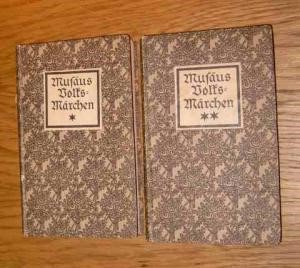 Musäus
Volks-
Märchen
*
Musäus
Volks-
Märchen
**